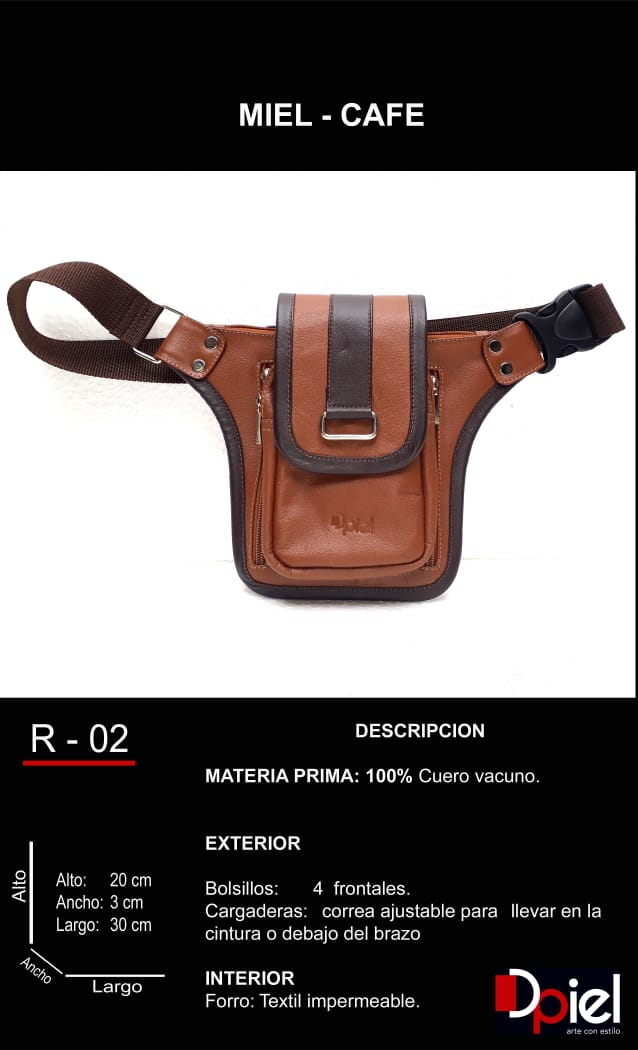 MIEL - CAFE
Dpiel
R - 02
DESCRIPCION
MATERIA PRIMA: 100% Cuero vacuno.
EXTERIOR
Bolsillos: 4 frontales.
Cargaderas: correa ajustable para llevar en la
cintura o debajo del brazo
INTERIOR
Forro: Textil impermeable.
Alto
Alto: 20 cm
Ancho: 3 cm
Largo: 30 cm
Ancho
Largo
Dpiel
arte con estilo